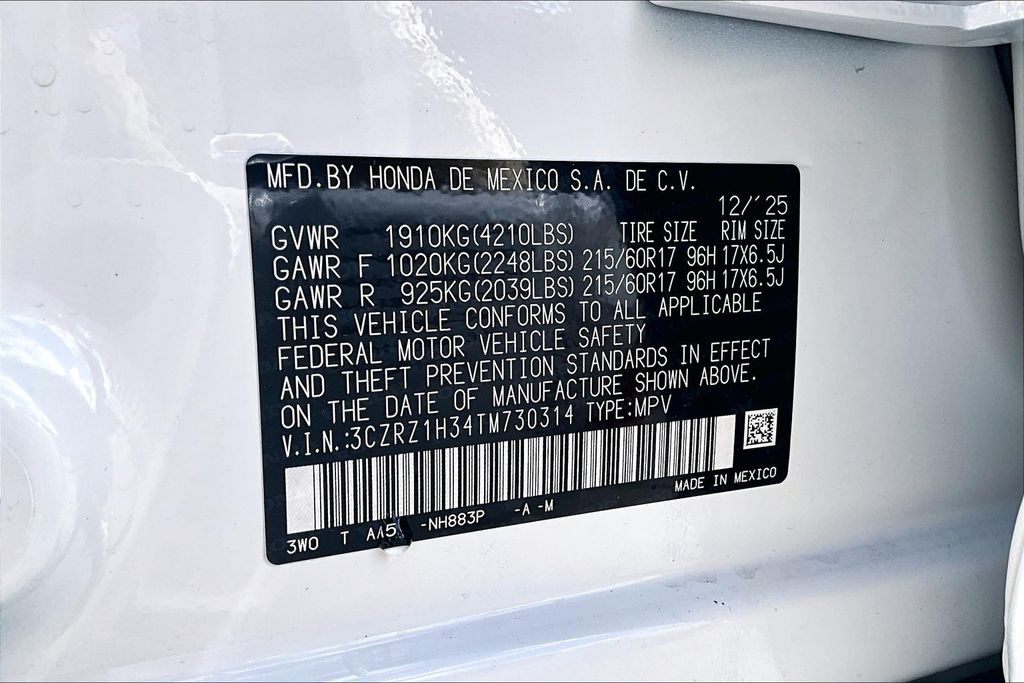 MFD.BY HONDA DE MEXICO S.A. DE C.V.
12/'25
GVWR 1910KG(4210LBS) TIRE SIZE RIM SIZE
GAWR F 1020KG(2248LBS) 215/60R17 96H 17X6.5J
GAWR R 925KG(2039LBS) 215/60R17 96H 17X6.5J
THIS VEHICLE CONFORMS TO ALL APPLICABLE
FEDERAL MOTOR VEHICLE SAFETY
AND THEFT PREVENTION STANDARDS IN EFFECT
ON THE DATE OF MANUFACTURE SHOWN ABOVE.
V.I.N.:3CZRZ1H34TM730314 TYPE:MPV
MADE IN MEXICO
3W0 T AA5 -NH883P -A -M